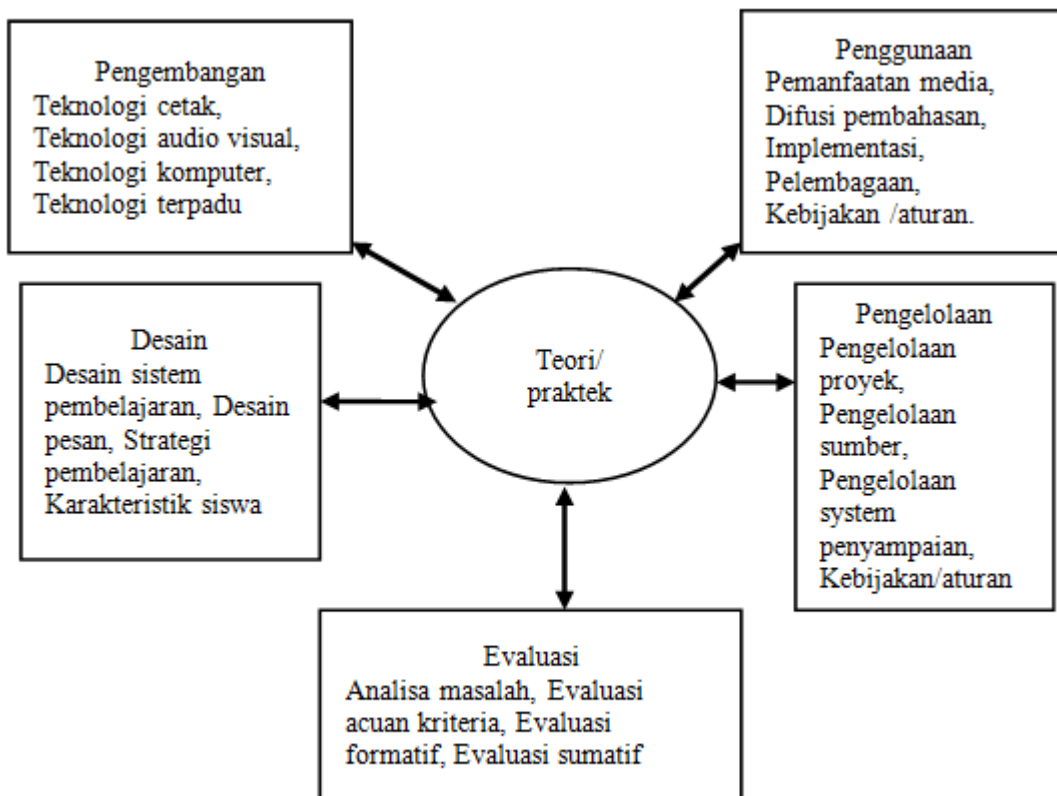 Pengembangan
Teknologi cetak,
Teknologi audio visual,
Teknologi komputer,
Teknologi terpadu
Penggunaan
Pemanfaatan media,
Difusi pembahasan,
Implementasi,
Pelembagaan,
Kebijakan /aturan.
Desain
Desain sistem
pembelajaran, Desain
pesan, Strategi
pembelajaran,
Karakteristik siswa
Teori/
praktek
Pengelolaan
Pengelolaan
proyek,
Pengelolaan
sumber,
Pengelolaan
system
penyampaian,
Kebijakan/aturan
Evaluasi
Analisa masalah, Evaluasi
acuan kriteria, Evaluasi
formatif, Evaluasi sumatif